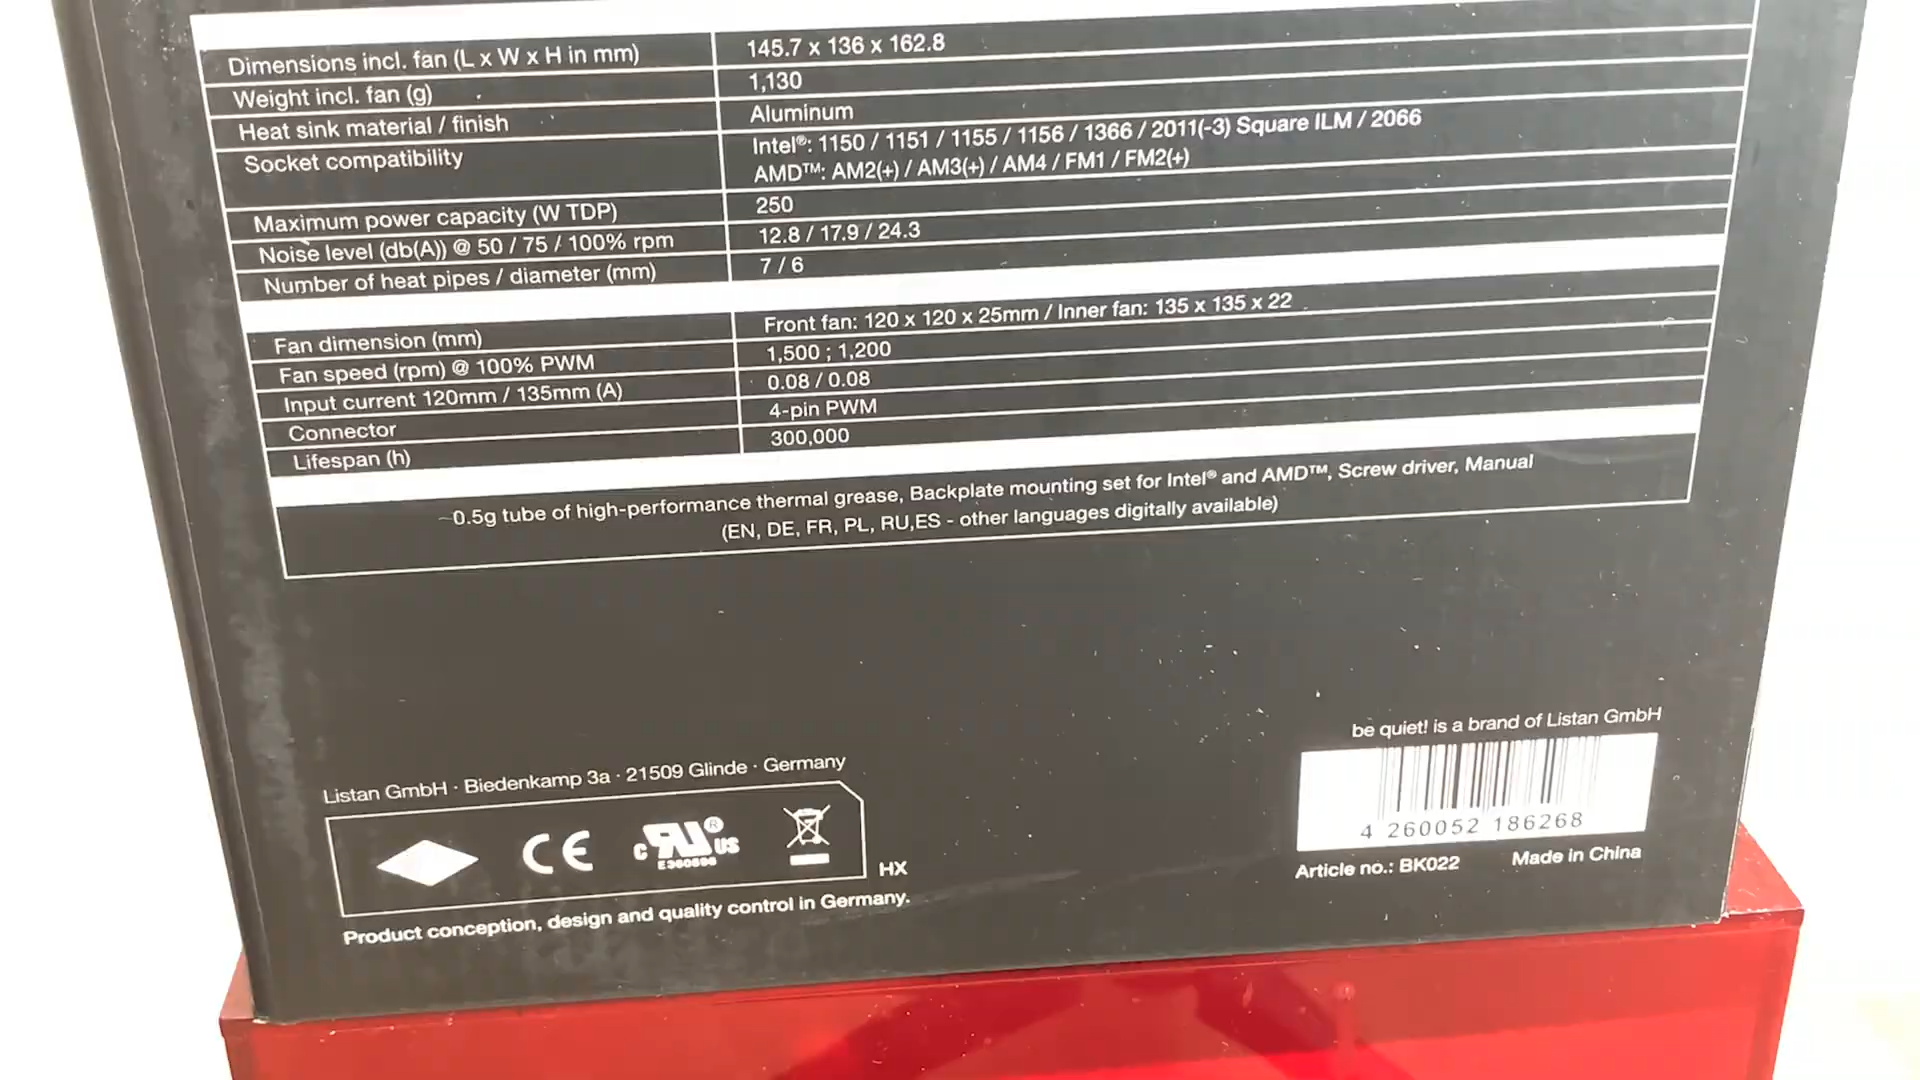 Dimensions incl. fan (L x W x H in mm) 145.7 x 136 x 162.8
Weight incl. fan (g) 1,130
Heat sink material / finish Aluminum
Socket compatibility Intel®: 1150 / 1151 / 1155 / 1156 / 1366 / 2011(-3) Square ILM / 2066
AMD™: AM2(+) / AM3(+) / AM4 / FM1 / FM2(+)
Maximum power capacity (W TDP) 250
Noise level (db(A)) @ 50 / 75 / 100% rpm 12.8 / 17.9 / 24.3
Number of heat pipes / diameter (mm) 7 / 6
Fan dimension (mm) Front fan: 120 x 120 x 25mm / Inner fan: 135 x 135 x 22
Fan speed (rpm) @ 100% PWM 1,500 ; 1,200
Input current 120mm / 135mm (A) 0.08 / 0.08
Connector 4-pin PWM
Lifespan (h) 300,000
0.5g tube of high-performance thermal grease, Backplate mounting set for Intel® and AMD™, Screw driver, Manual
(EN, DE, FR, PL, RU,ES - other languages digitally available)
be quiet! is a brand of Listan GmbH
4 260052 186268
Article no.: BK022 Made in China
Listan GmbH · Biedenkamp 3a · 21509 Glinde · Germany
CE c RU® US
HX
Product conception, design and quality control in Germany.